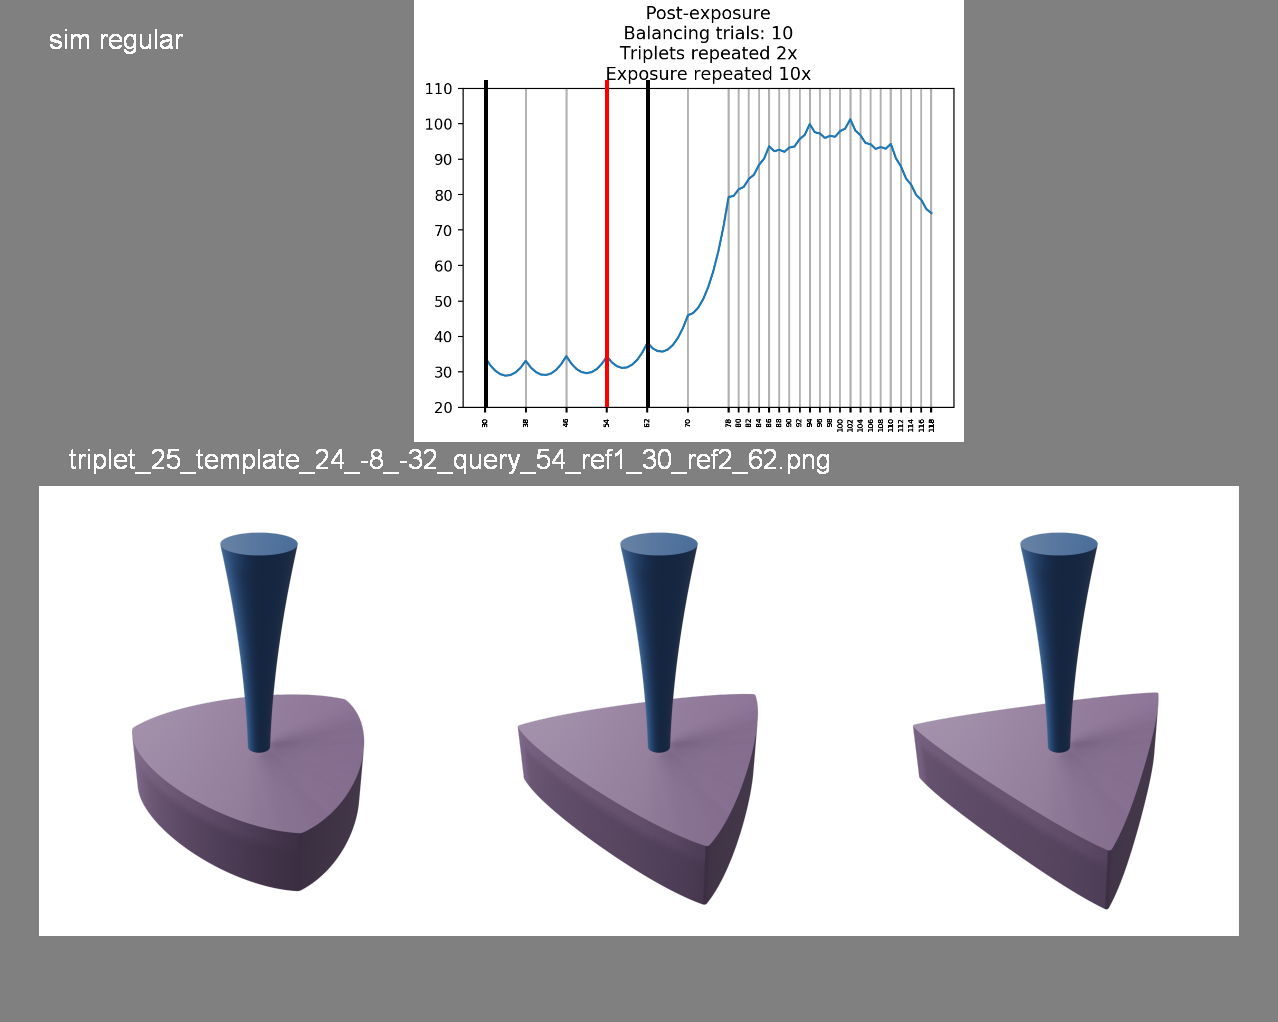 sim regular
Post-exposure
Balancing trials: 10
Triplets repeated 2x
Exposure repeated 10x
110
100
90
80
70
60
50
40
30
20
30 38 46 54 62 70 78 80 82 84 86 88 90 92 94 96 98 100 102 104 106 108 110 112 114 116 118
triplet_25_template_24_-8_-32_query_54_ref1_30_ref2_62.png